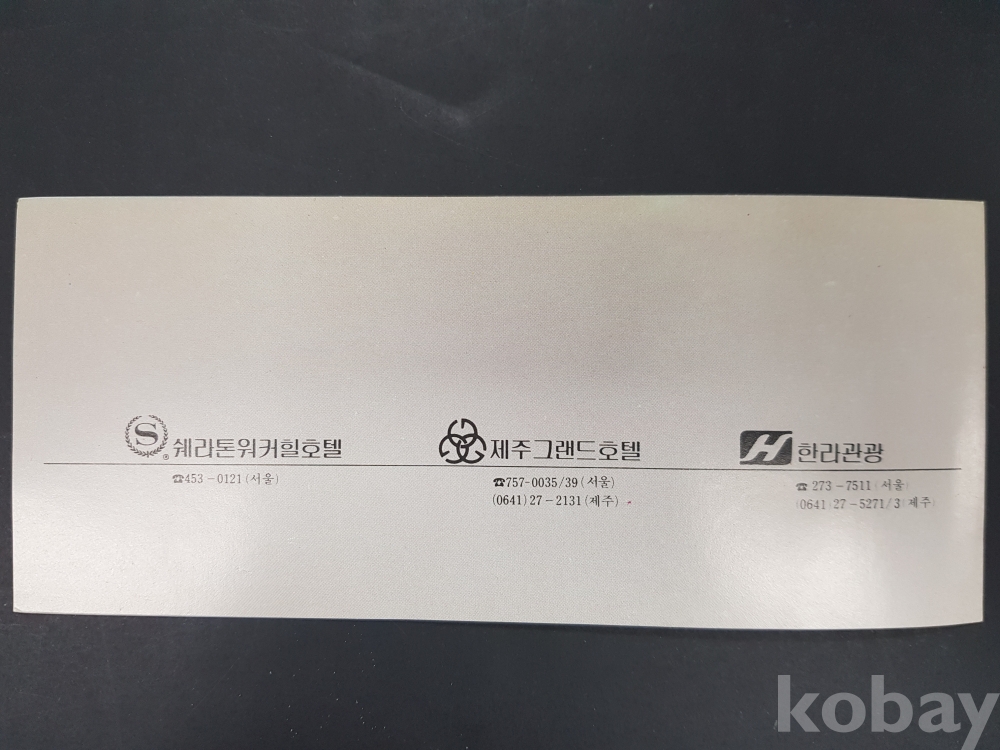 S
® 쉐라톤워커힐호텔
☎453-0121(서울)
제주그랜드호텔
☎757-0035/39(서울)
(0641)27-2131(제주)
H 한라관광
☎ 273-7511(서울)
(0641)27-5271/3(제주)
kobay